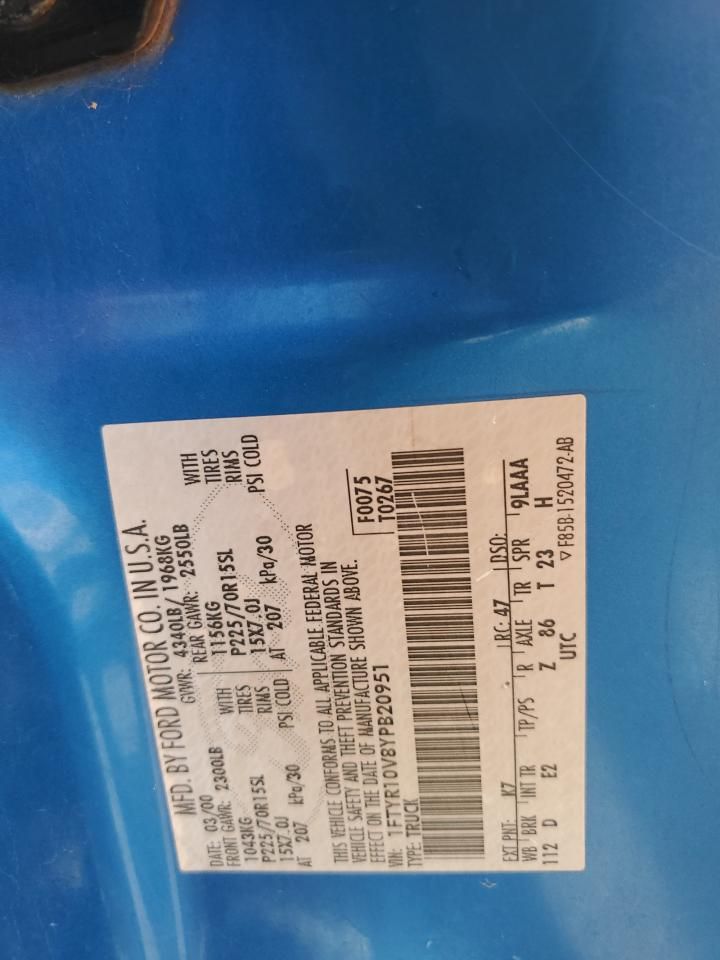 MFD. BY FORD MOTOR CO. IN U.S.A.
DATE: 03/00 GVWR: 4340LB / 1968KG
FRONT GAWR: 2300LB REAR GAWR: 2550LB
1043KG WITH 1156KG WITH
P225/70R15SL TIRES P225/70R15SL TIRES
15X7.0J RIMS 15X7.0J RIMS
AT 207 kPa/30 PSI COLD AT 207 kPa/30 PSI COLD
THIS VEHICLE CONFORMS TO ALL APPLICABLE FEDERAL MOTOR
VEHICLE SAFETY AND THEFT PREVENTION STANDARDS IN
EFFECT ON THE DATE OF MANUFACTURE SHOWN ABOVE.
VIN: 1FTYR10V8YPB20951 F0075
TYPE: TRUCK T0267
EXT PNT: K7 RC: 47 DSO:
WB BRK INT TR TP/PS R AXLE TR SPR 9LAAA
112 D E2 Z 86 T 23 H
UTC ▽F85B-1520472-AB